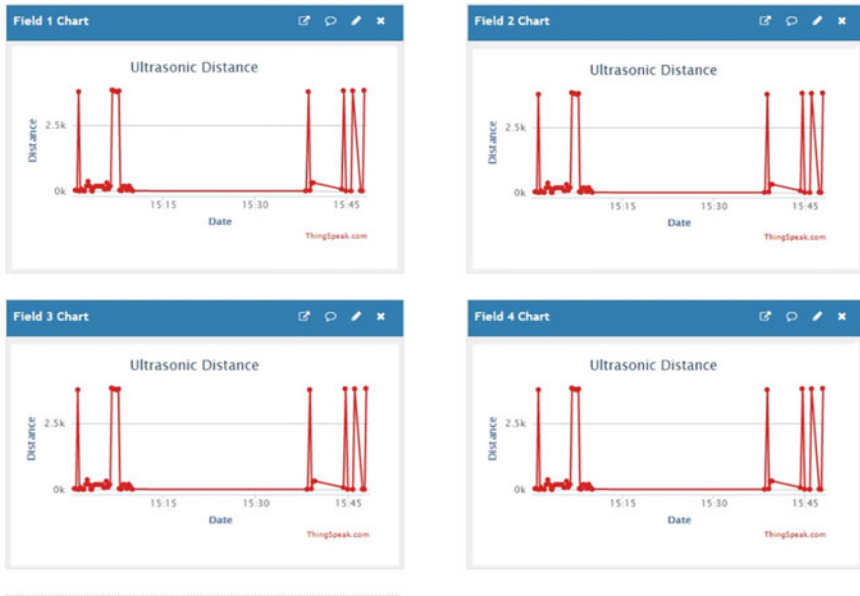 Field 1 Chart
Ultrasonic Distance
Distance
2.5k
0k
15:15 15:30 15:45
Date
ThingSpeak.com
Field 2 Chart
Ultrasonic Distance
Distance
2.5k
0k
15:15 15:30 15:45
Date
ThingSpeak.com
Field 3 Chart
Ultrasonic Distance
Distance
2.5k
0k
15:15 15:30 15:45
Date
ThingSpeak.com
Field 4 Chart
Ultrasonic Distance
Distance
2.5k
0k
15:15 15:30 15:45
Date
ThingSpeak.com